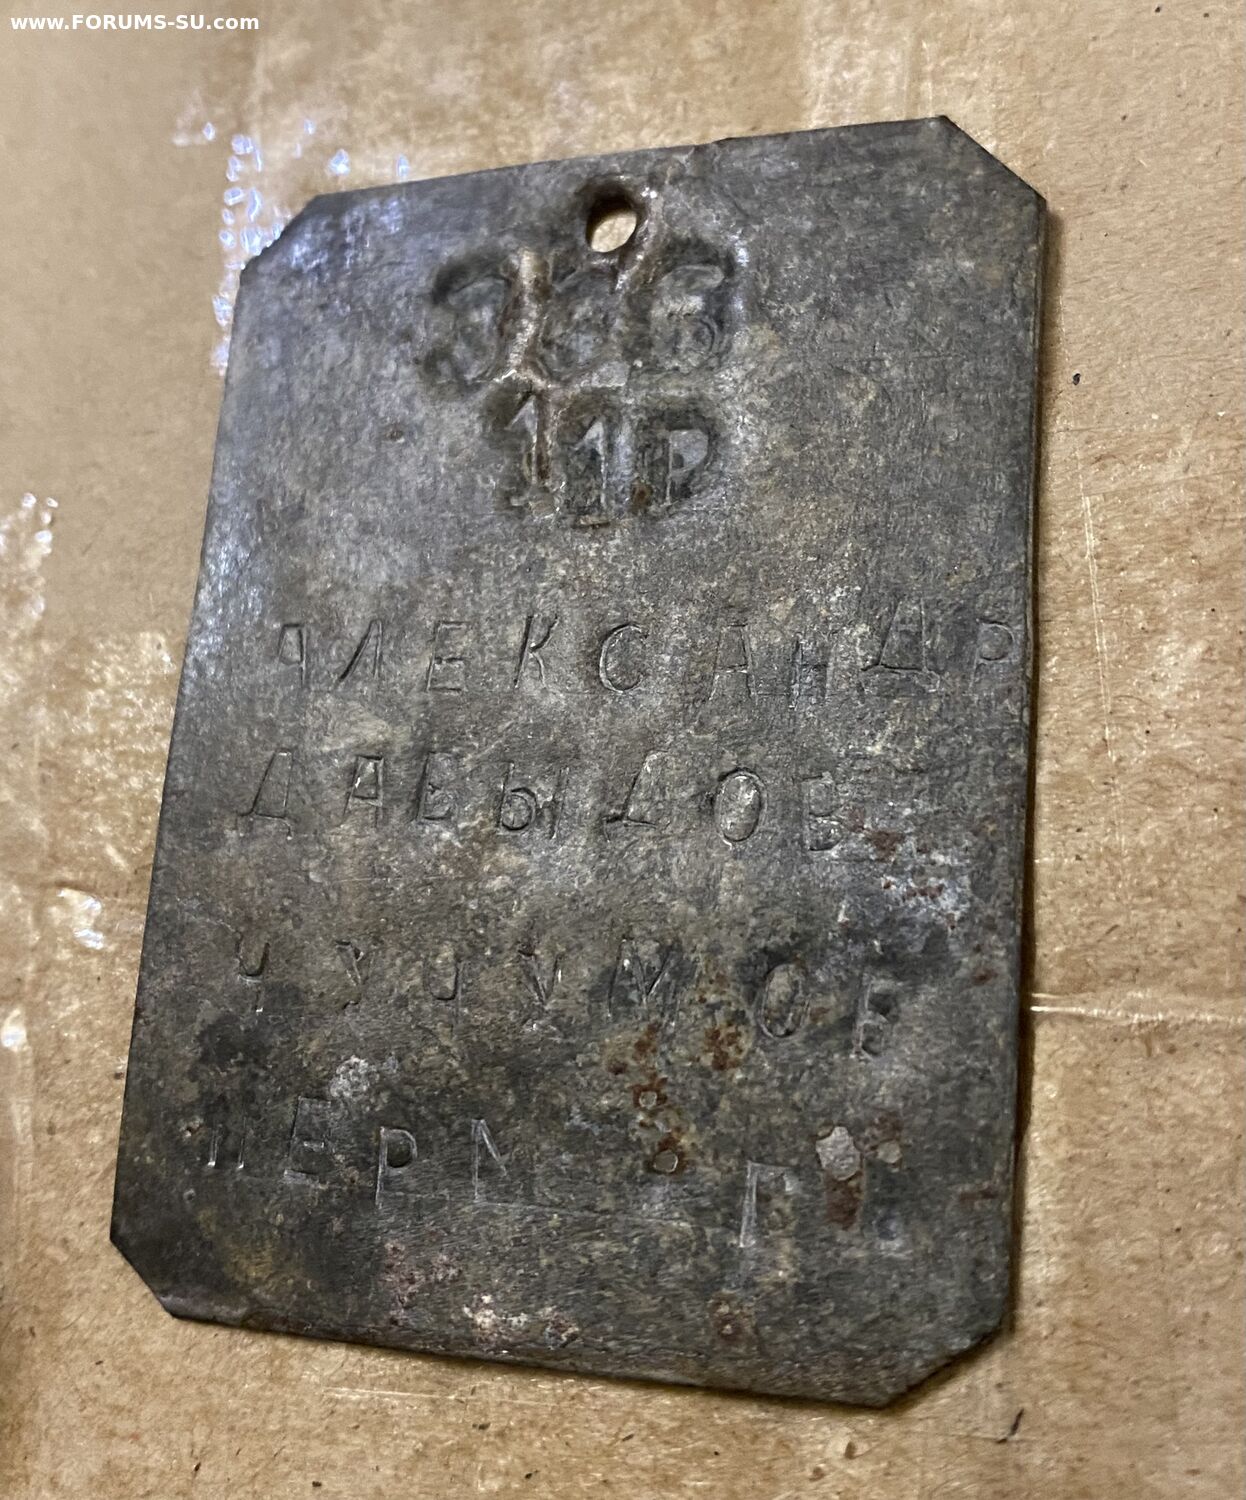 www.FORUMS-SU.com
11Р
АЛЕКСАНДР
ДАВЫДОВ
ЧУЧУМОВ
ПЕРМ Г